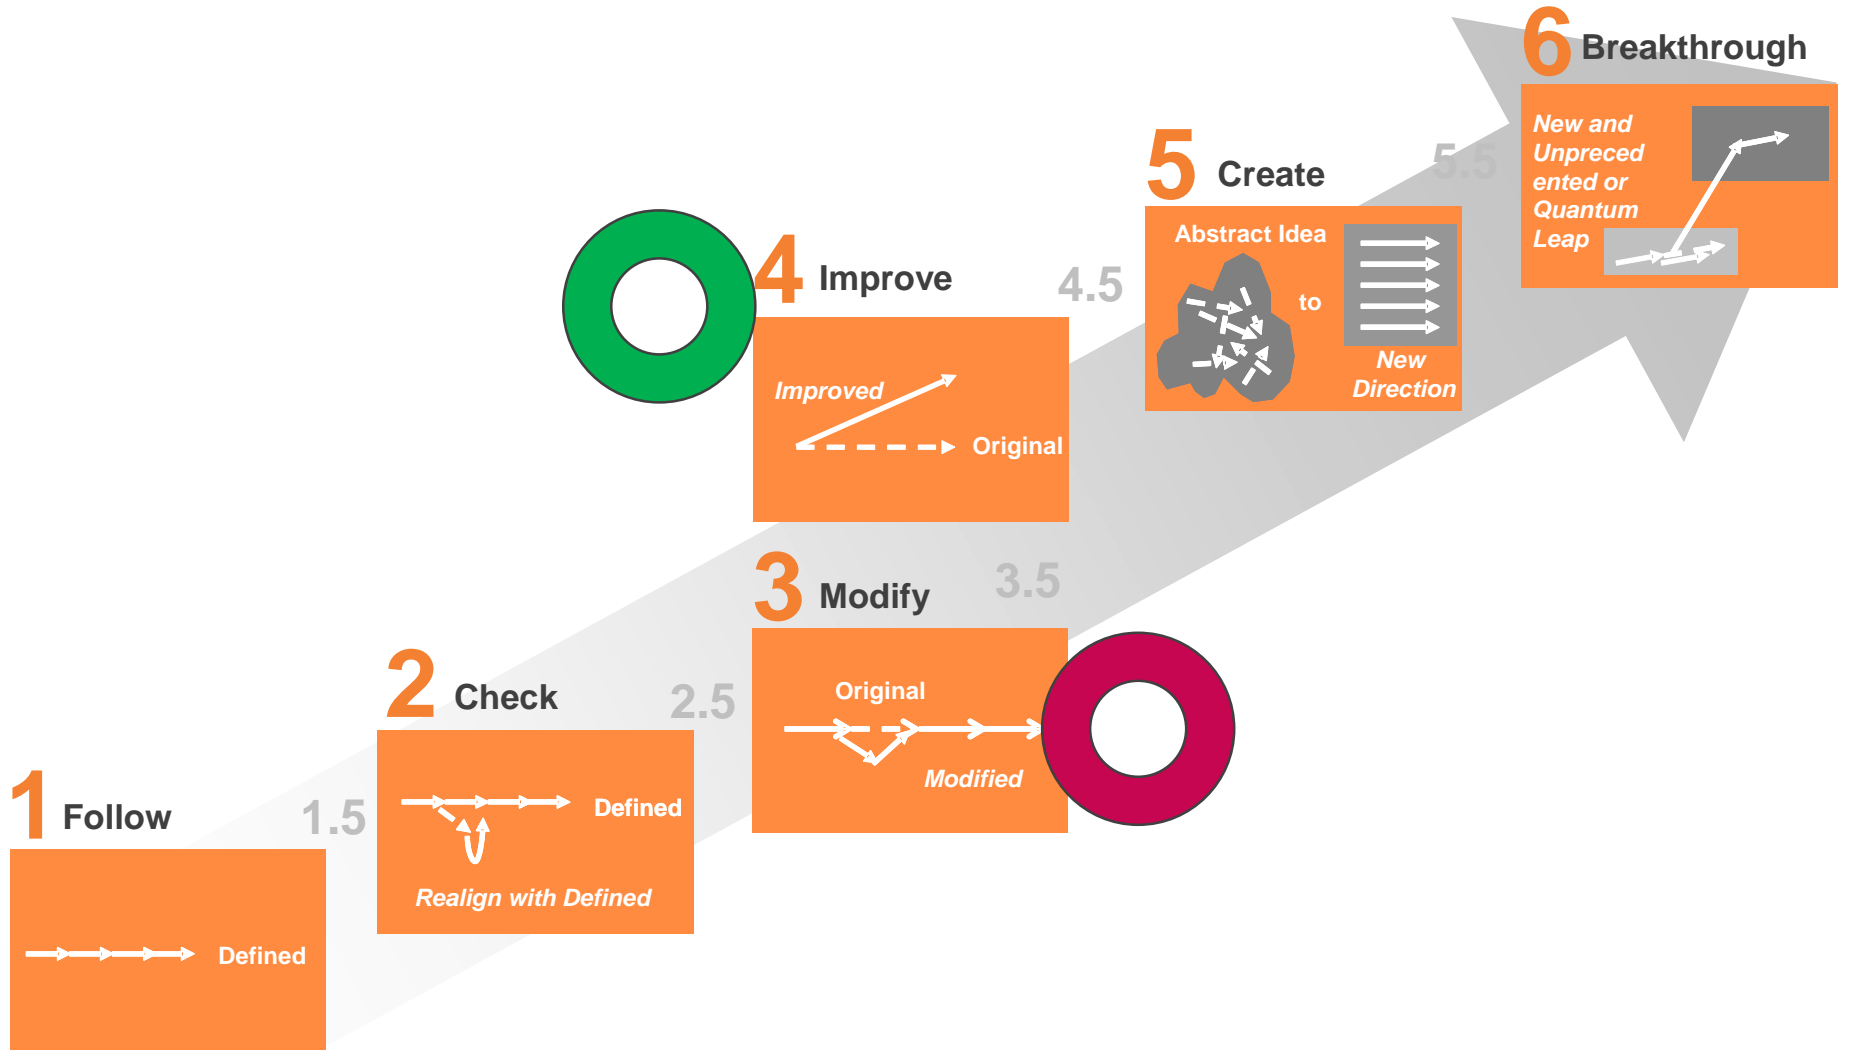 1 Follow
Defined
1.5
2 Check
Defined
Realign with Defined
2.5
3 Modify
Original
Modified
3.5
4 Improve
Improved
Original
4.5
5 Create
Abstract Idea
to
New
Direction
5.5
6 Breakthrough
New and
Unpreced
ented or
Quantum
Leap